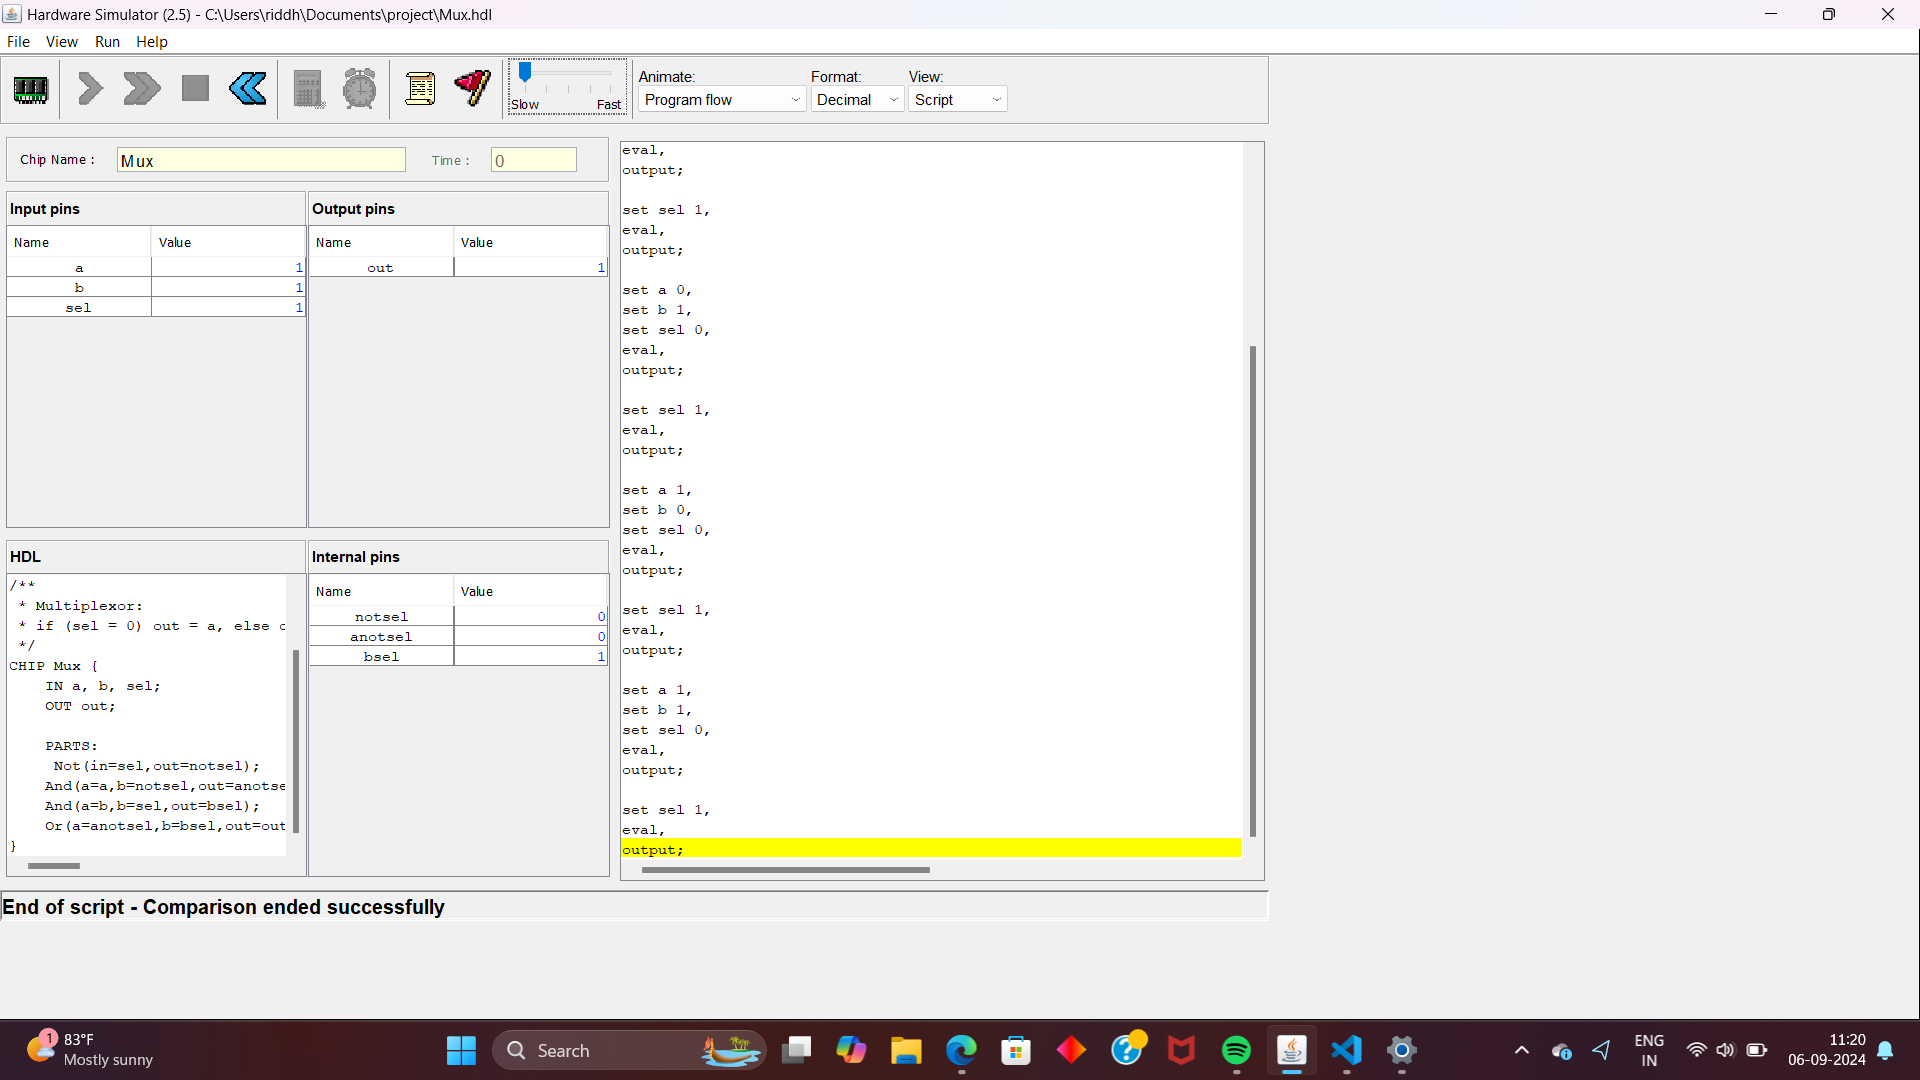 Hardware Simulator (2.5) - C:\Users\riddh\Documents\project\Mux.hdl
File View Run Help
Slow Fast
Animate: Format: View:
Program flow Decimal Script
Chip Name : Mux Time : 0
Input pins Output pins
Name Value Name Value
a 1 out 1
b 1
sel 1
HDL
/**
* Multiplexor:
* if (sel = 0) out = a, else
*/
CHIP Mux {
IN a, b, sel;
OUT out;
PARTS:
Not(in=sel,out=notsel);
And(a=a,b=notsel,out=anotse
And(a=b,b=sel,out=bsel);
Or(a=anotsel,b=bsel,out=out
}
Internal pins
Name Value
notsel 0
anotsel 0
bsel 1
eval,
output;
set sel 1,
eval,
output;
set a 0,
set b 1,
set sel 0,
eval,
output;
set sel 1,
eval,
output;
set a 1,
set b 0,
set sel 0,
eval,
output;
set sel 1,
eval,
output;
set a 1,
set b 1,
set sel 0,
eval,
output;
set sel 1,
eval,
output;
End of script - Comparison ended successfully
1
83°F
Mostly sunny
Search
ENG
IN
11:20
06-09-2024